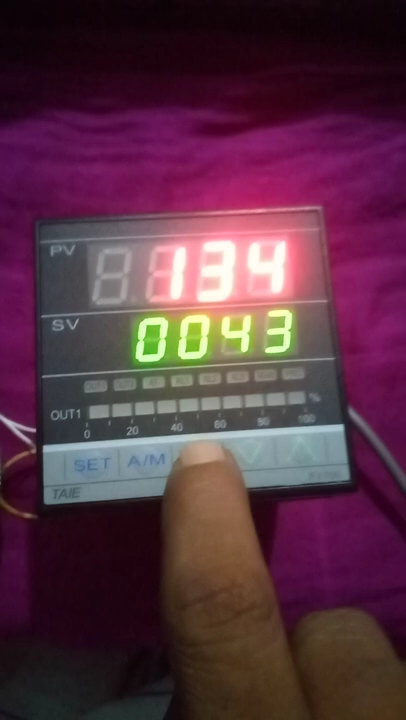 PV
134
SV
0043
OUT1
%
0 20 40 60 80 100
SET A/M
TAIE